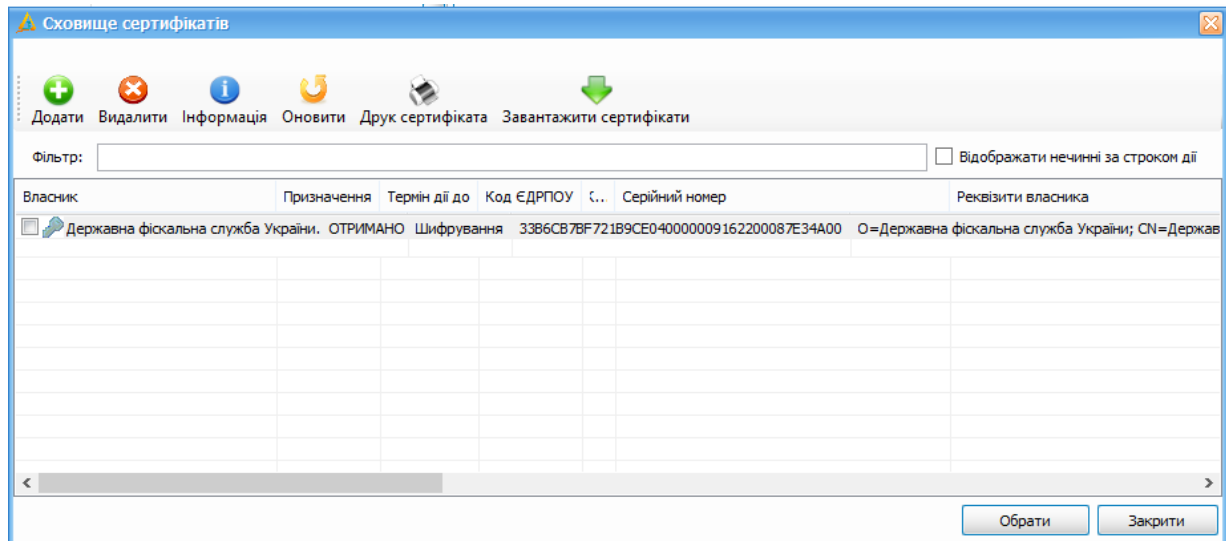 Сховище сертифікатів
Додати Видалити Інформація Оновити Друк сертифіката Завантажити сертифікати
Фільтр: Відображати нечинні за строком дії
Власник Призначення Термін дії до Код ЄДРПОУ Серійний номер Реквізити власника
Державна фіскальна служба України. ОТРИМАНО Шифрування 33B6CB7BF721B9CE040000009162200087E34A00 O=Державна фіскальна служба України; CN=Держав
Обрати Закрити